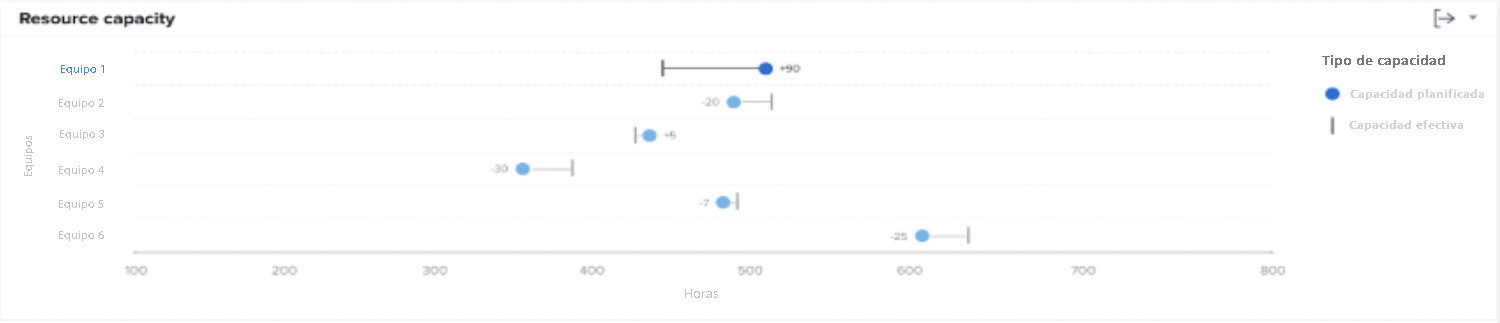 Resource capacity
Tipo de capacidad
Capacidad planificada
Capacidad efectiva
Equipos
Equipo 1
+90
Equipo 2
-20
Equipo 3
+5
Equipo 4
-30
Equipo 5
-7
Equipo 6
-25
100 200 300 400 500 600 700 800
Horas